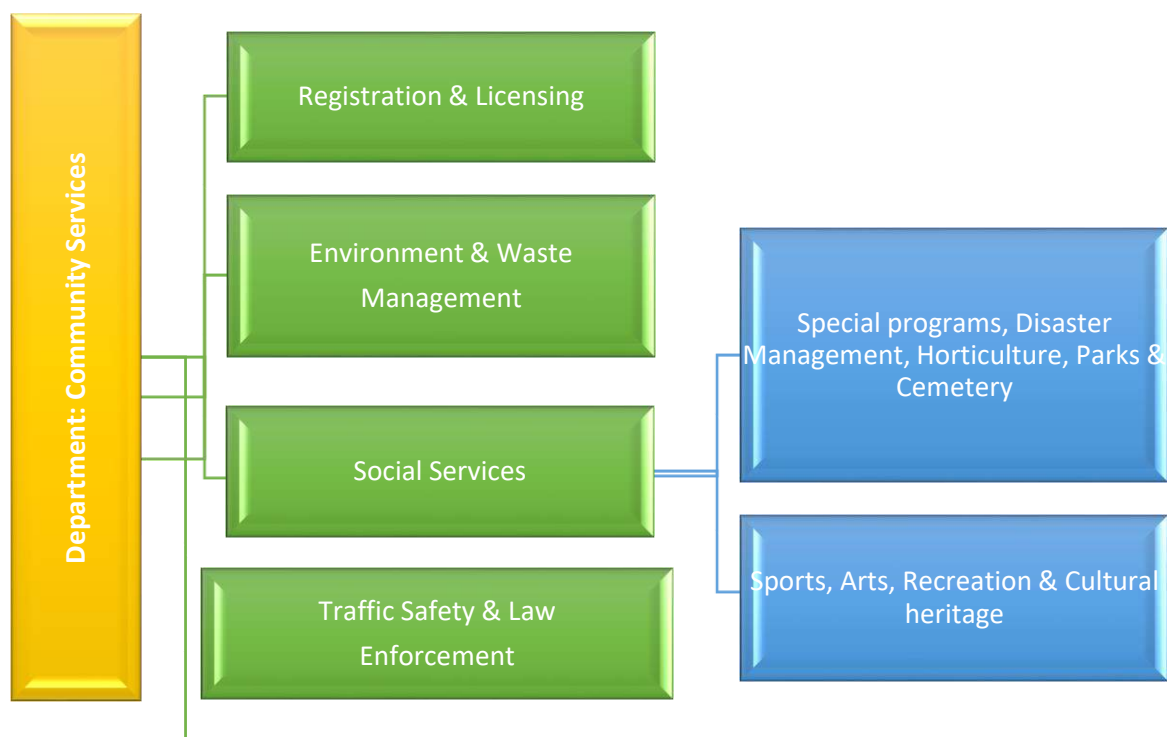 Department: Community Services
Registration & Licensing
Environment & Waste
Management
Social Services
Traffic Safety & Law
Enforcement
Special programs, Disaster
Management, Horticulture, Parks &
Cemetery
Sports, Arts, Recreation & Cultural
heritage